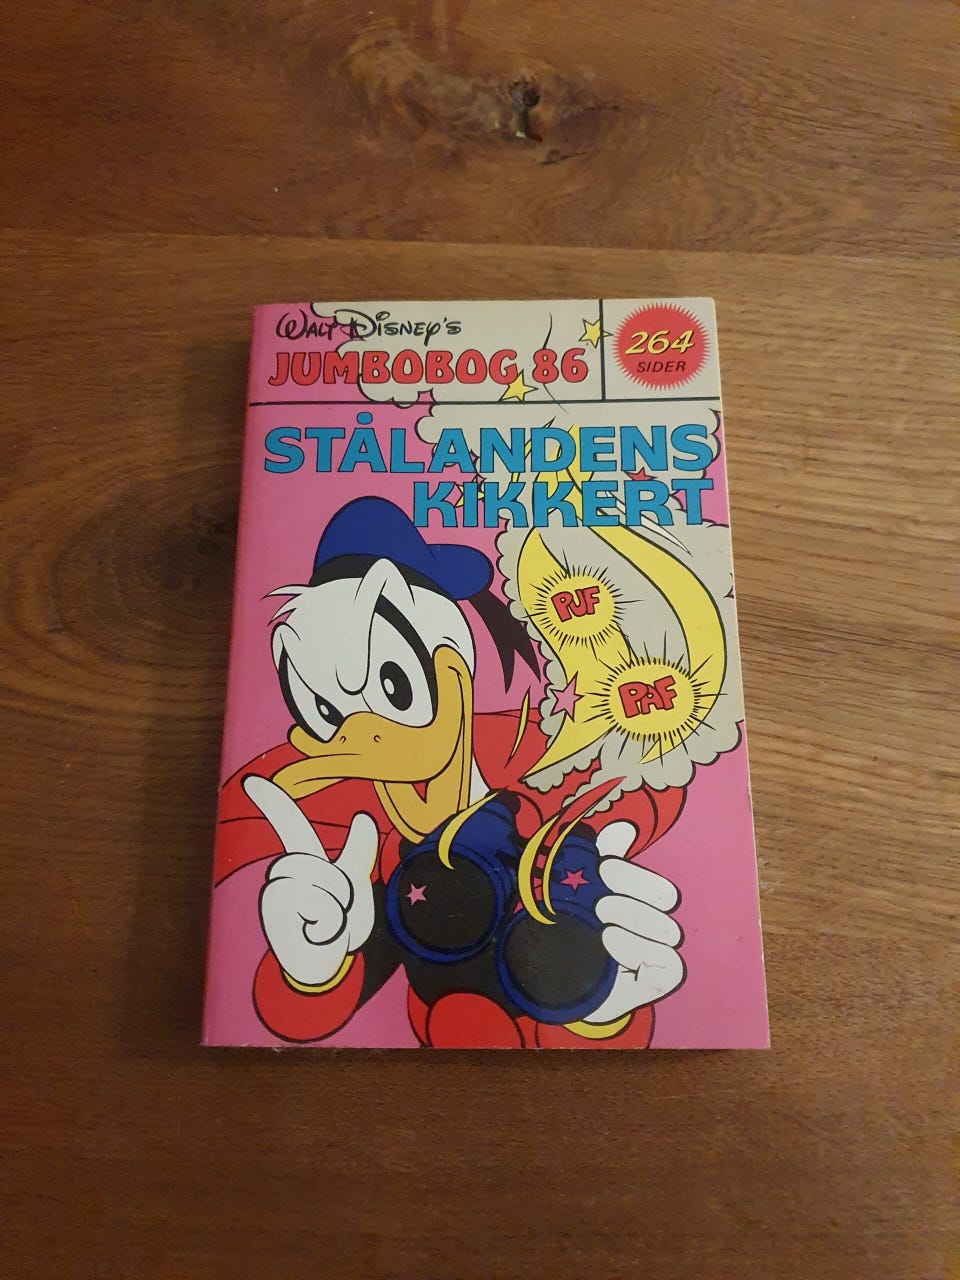 Walt Disney's
JUMBOBOG 86
264
SIDER
STÅLANDENS
KIKKERT
PUF
PAF